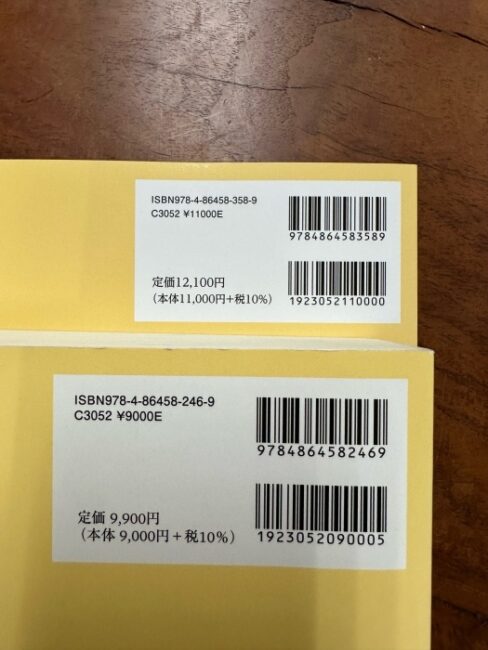 ISBN978-4-86458-358-9
C3052 ¥11000E
9784864583589
定価12,100円
(本体11,000円+税10%)
1923052110000
ISBN978-4-86458-246-9
C3052 ¥9000E
9784864582469
定価 9,900円
(本体 9,000円+税10%)
1923052090005